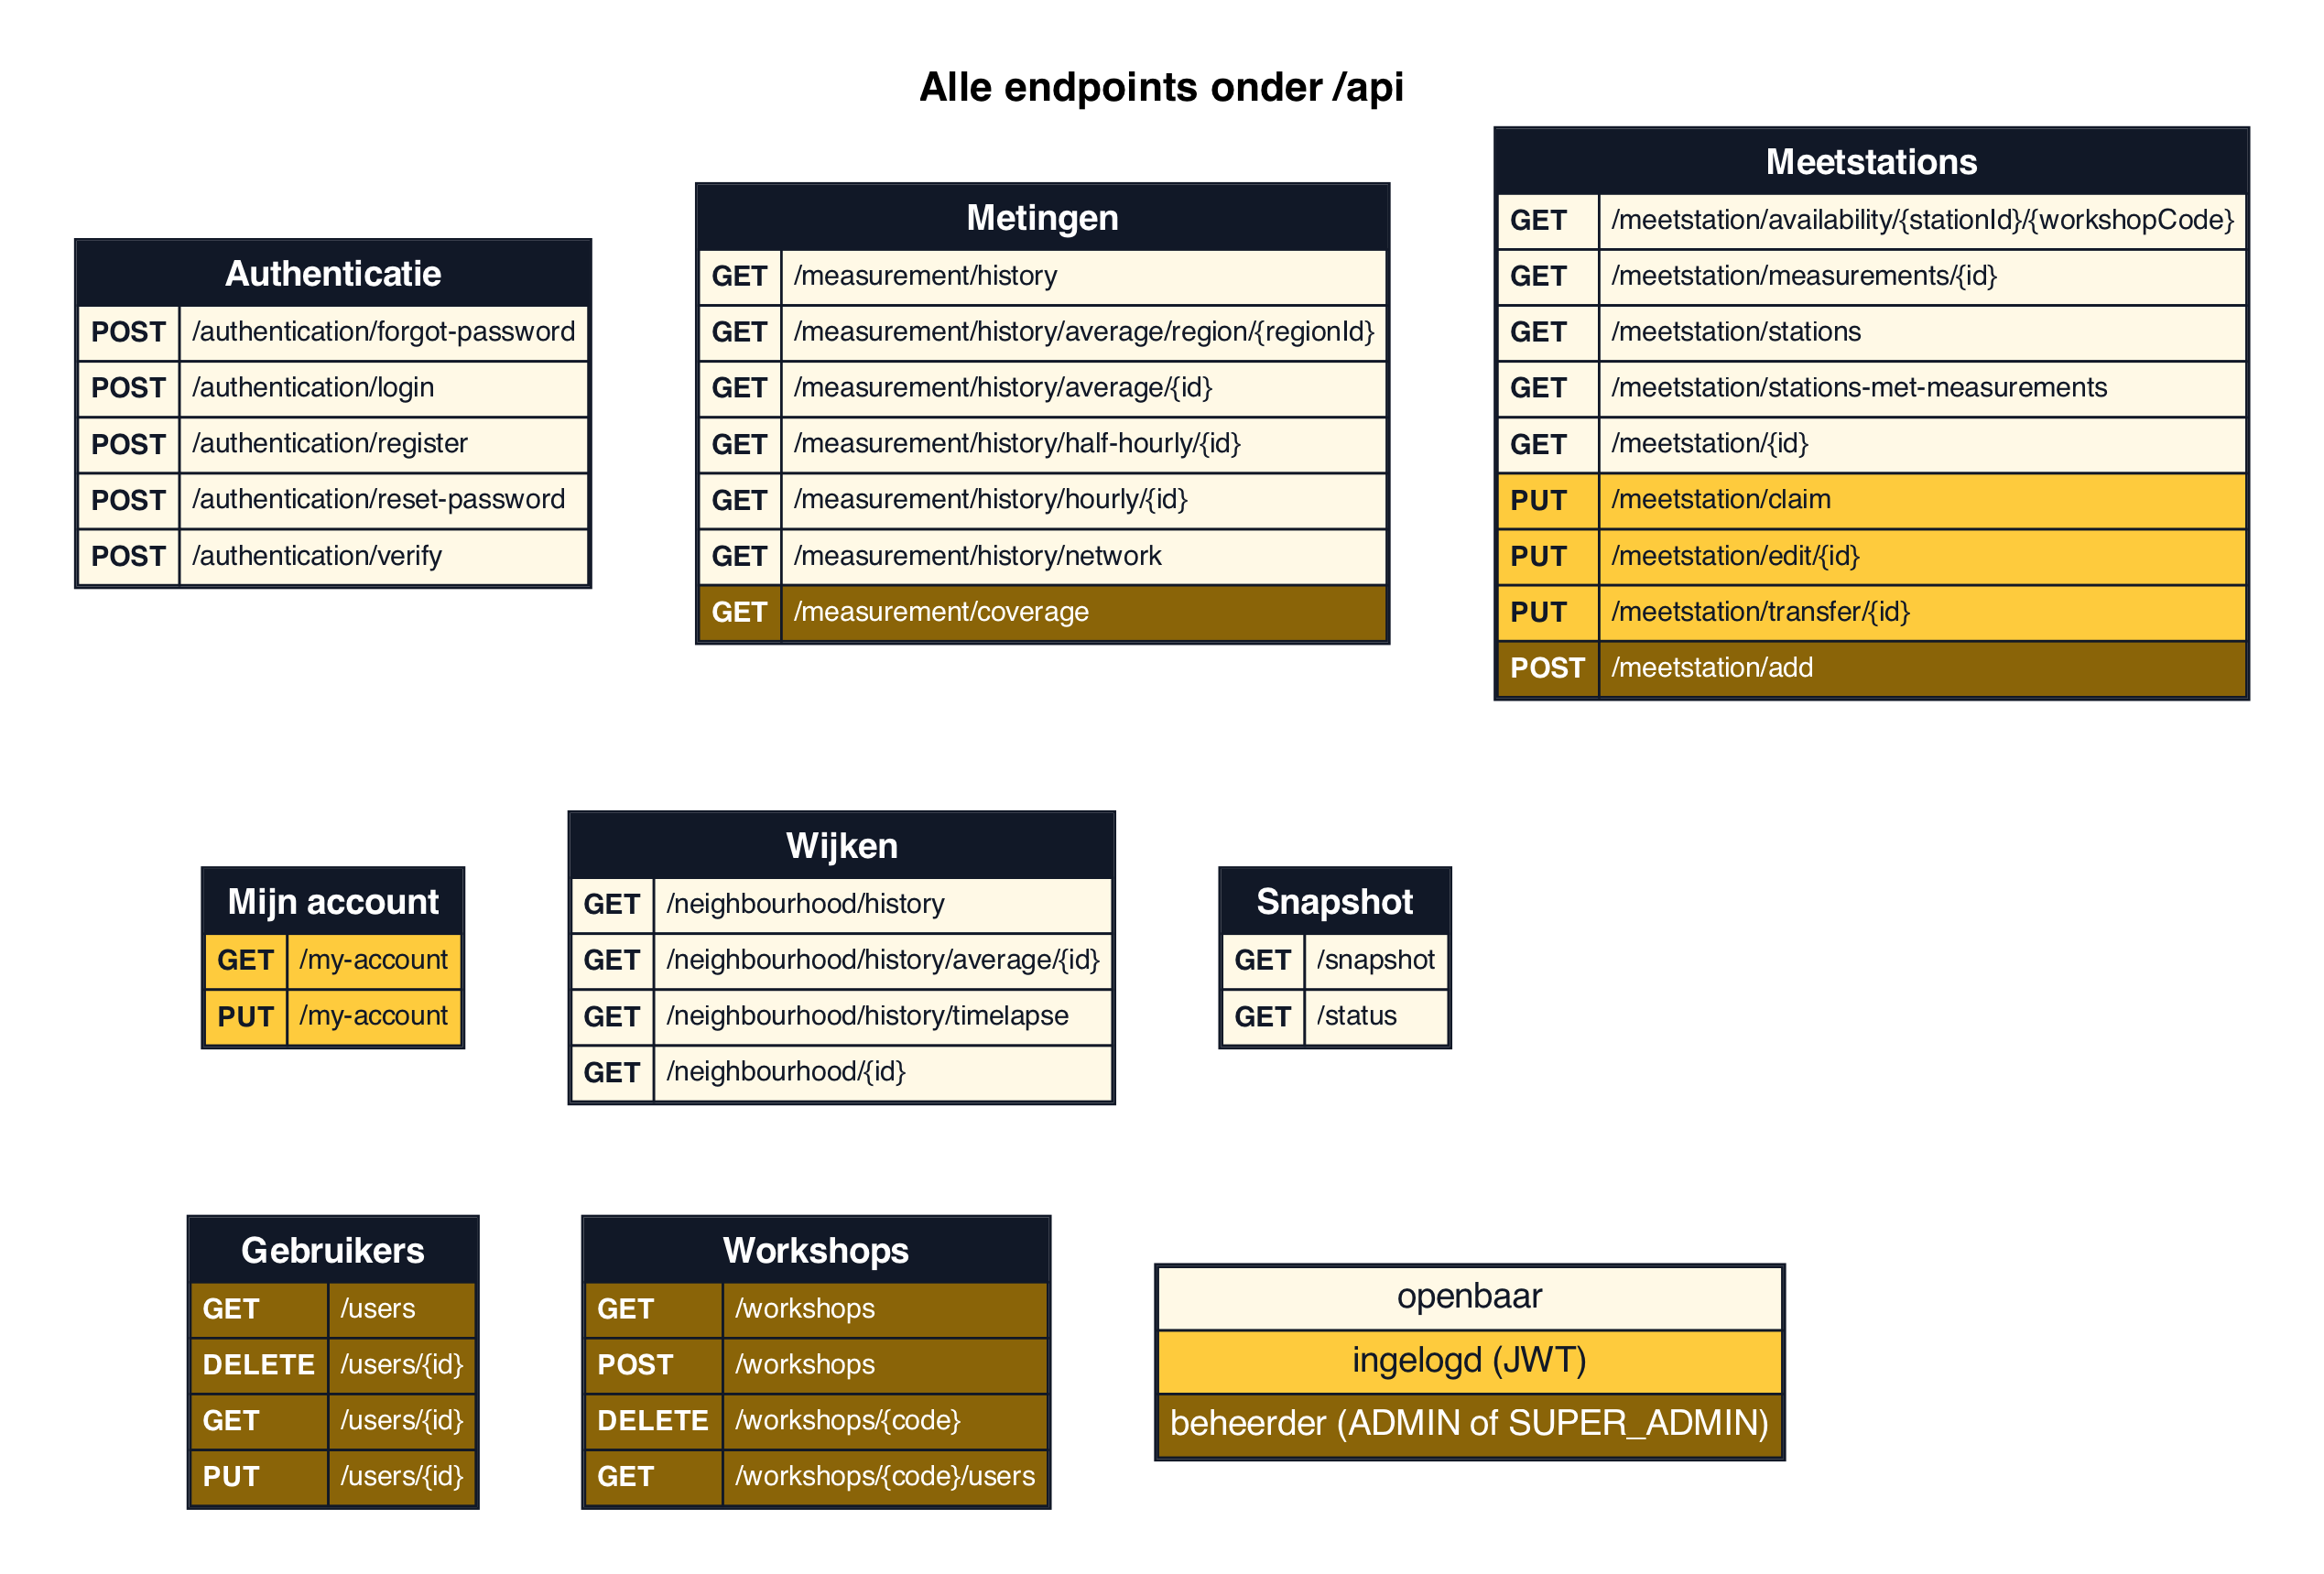 Alle endpoints onder /api
Authenticatie
POST /authentication/forgot-password
POST /authentication/login
POST /authentication/register
POST /authentication/reset-password
POST /authentication/verify
Metingen
GET /measurement/history
GET /measurement/history/average/region/{regionId}
GET /measurement/history/average/{id}
GET /measurement/history/half-hourly/{id}
GET /measurement/history/hourly/{id}
GET /measurement/history/network
GET /measurement/coverage
Meetstations
GET /meetstation/availability/{stationId}/{workshopCode}
GET /meetstation/measurements/{id}
GET /meetstation/stations
GET /meetstation/stations-met-measurements
GET /meetstation/{id}
PUT /meetstation/claim
PUT /meetstation/edit/{id}
PUT /meetstation/transfer/{id}
POST /meetstation/add
Mijn account
GET /my-account
PUT /my-account
Wijken
GET /neighbourhood/history
GET /neighbourhood/history/average/{id}
GET /neighbourhood/history/timelapse
GET /neighbourhood/{id}
Snapshot
GET /snapshot
GET /status
Gebruikers
GET /users
DELETE /users/{id}
GET /users/{id}
PUT /users/{id}
Workshops
GET /workshops
POST /workshops
DELETE /workshops/{code}
GET /workshops/{code}/users
openbaar
ingelogd (JWT)
beheerder (ADMIN of SUPER_ADMIN)